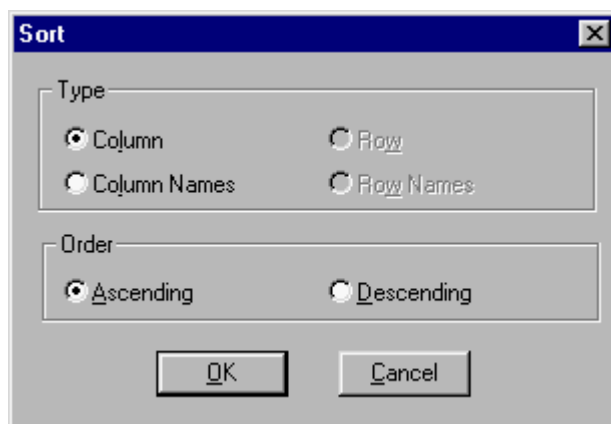 Sort
Type
Column
Row
Column Names
Row Names
Order
Ascending
Descending
OK
Cancel